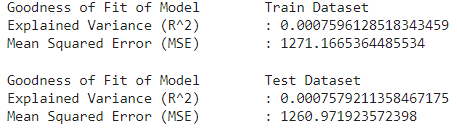 Goodness of Fit of Model        Train Dataset
Explained Variance (R^2)        : 0.0007596128518343459
Mean Squared Error (MSE)        : 1271.1665364485534
Goodness of Fit of Model        Test Dataset
Explained Variance (R^2)        : 0.0007579211358467175
Mean Squared Error (MSE)        : 1260.971923572398